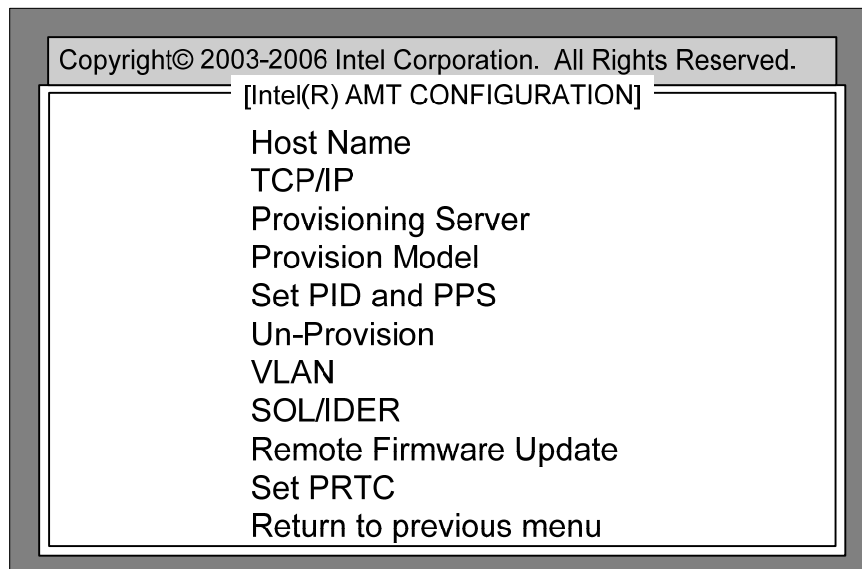 Copyright© 2003-2006 Intel Corporation. All Rights Reserved.
[Intel(R) AMT CONFIGURATION]
Host Name
TCP/IP
Provisioning Server
Provision Model
Set PID and PPS
Un-Provision
VLAN
SOL/IDER
Remote Firmware Update
Set PRTC
Return to previous menu